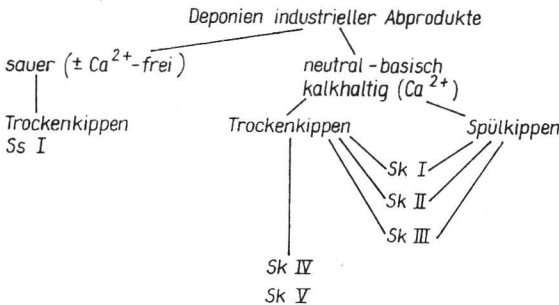 Deponien industrieller Abprodukte
sauer (± Ca²⁺-frei)
neutral-basisch
kalkhaltig (Ca²⁺)
Trockenkippen
Ss I
Trockenkippen
Spülkippen
Sk I
Sk II
Sk III
Sk IV
Sk V